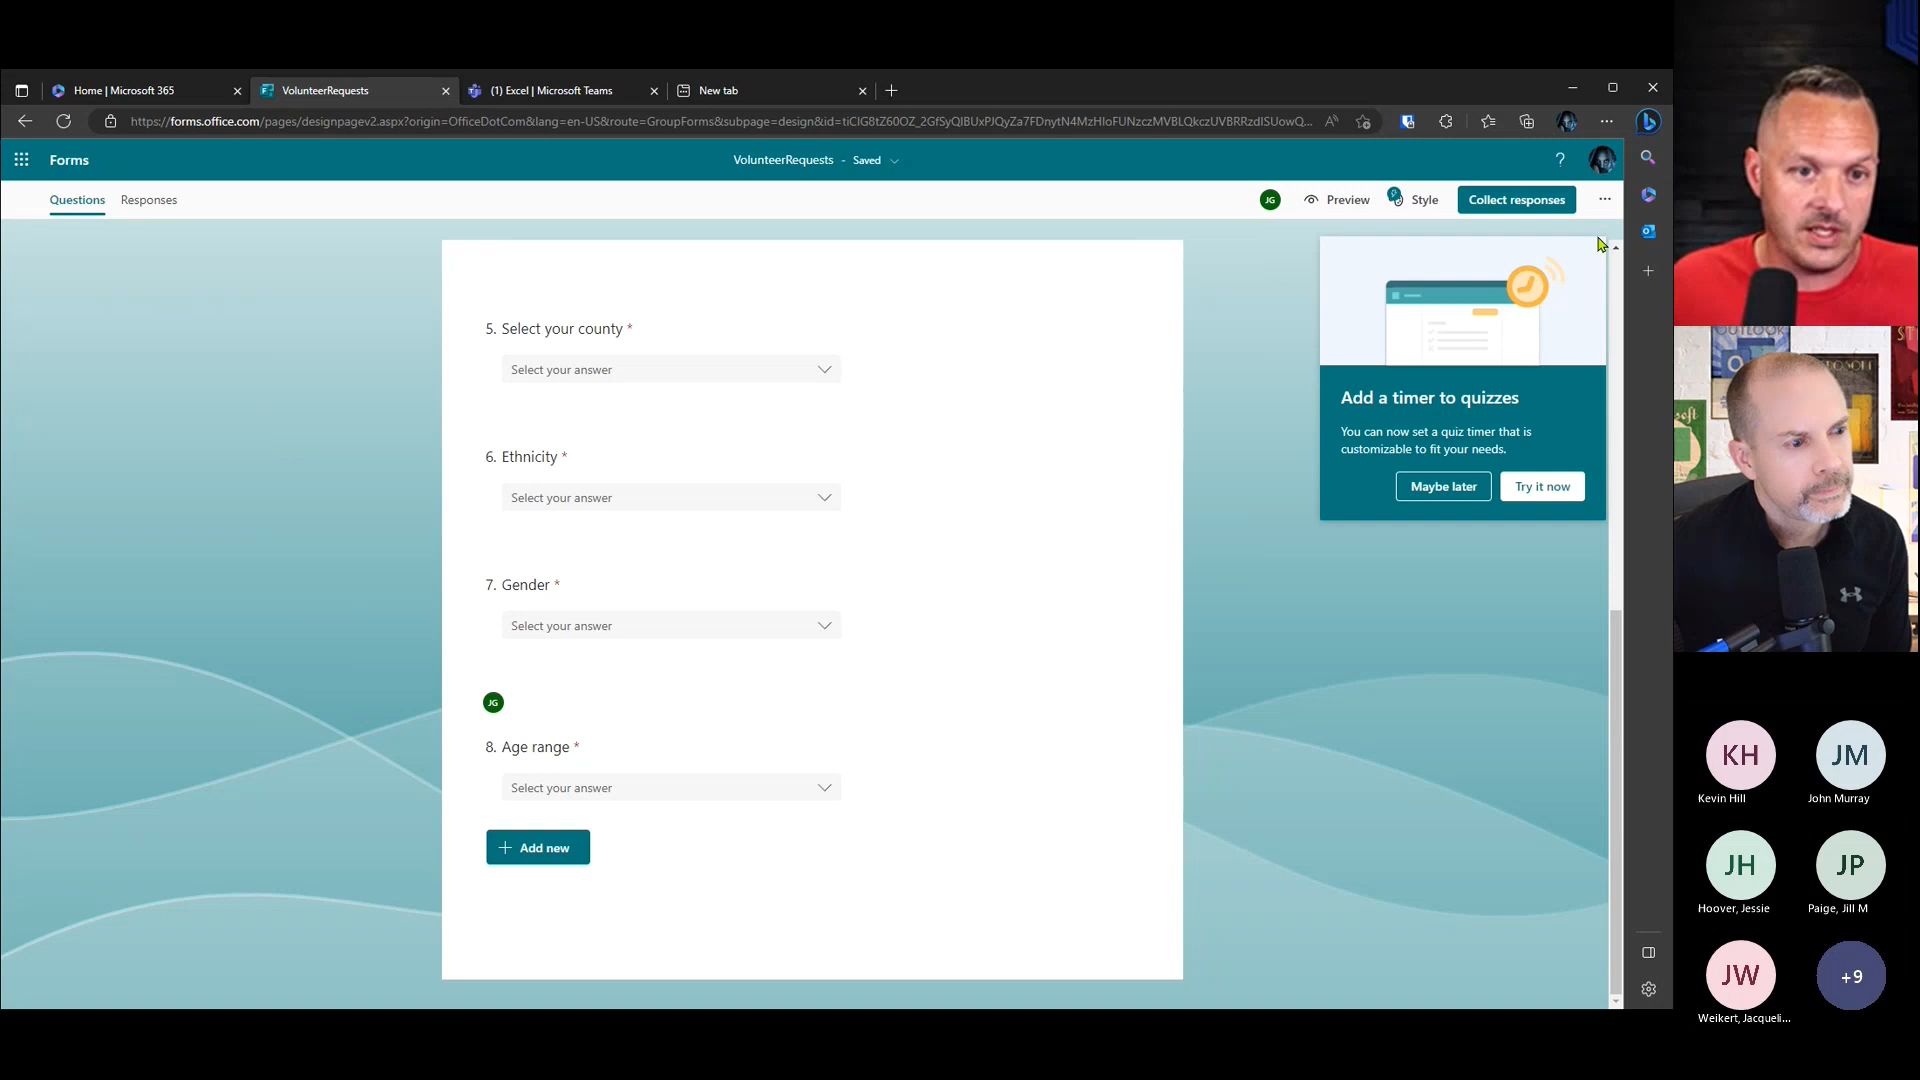 Home | Microsoft 365
VolunteerRequests
(1) Excel | Microsoft Teams
New tab
https://forms.office.com/pages/designpagev2.aspx?origin=OfficeDotCom&lang=en-US&route=GroupForms&subpage=design&id=
Forms
VolunteerRequests - Saved
?
Questions
Responses
JG
Preview
Style
Collect responses
5. Select your county *
Select your answer
6. Ethnicity *
Select your answer
7. Gender *
Select your answer
JG
8. Age range *
Select your answer
Add new
Add a timer to quizzes
You can now set a quiz timer that is
customizable to fit your needs.
Maybe later
Try it now
OUTLOOK
KH
Kevin Hill
JM
John Murray
JH
Hoover, Jessie
JP
Paige, Jill M
JW
Weikert, Jacqueli...
+9